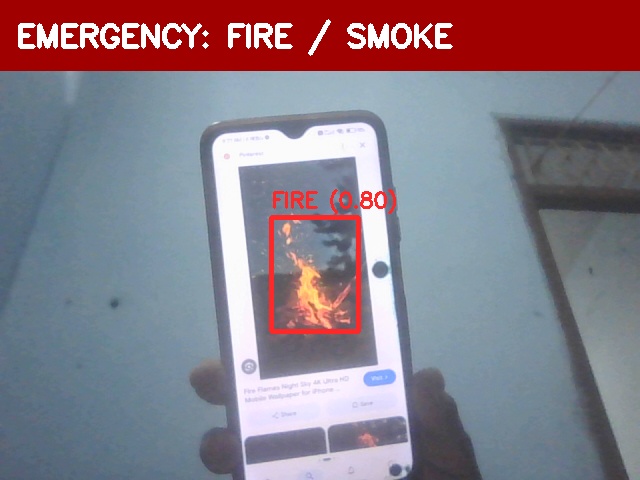 EMERGENCY: FIRE / SMOKE
Pinterest
FIRE (0.80)
Fire Flames Night Sky 4K Ultra HD
Mobile Wallpaper for iPhone ...
Visit >
Share
Save